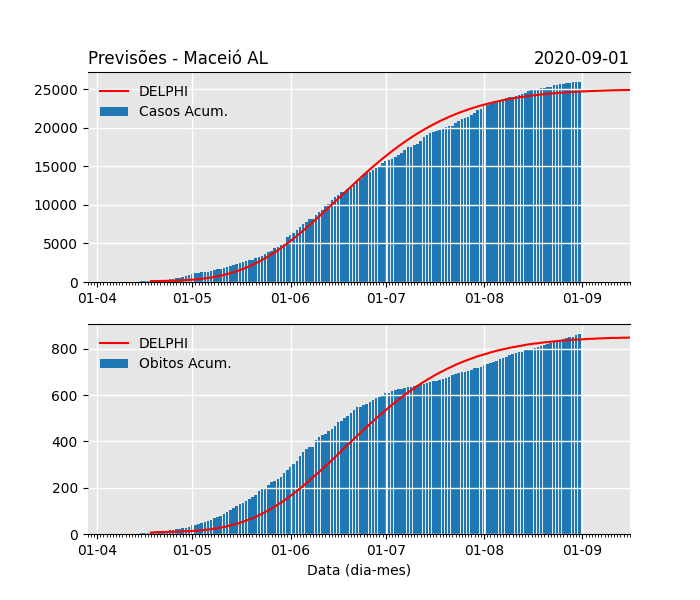 Previsões - Maceió AL 2020-09-01
25000
20000
15000
10000
5000
0
DELPHI
Casos Acum.
01-04 01-05 01-06 01-07 01-08 01-09
800
600
400
200
0
DELPHI
Obitos Acum.
01-04 01-05 01-06 01-07 01-08 01-09
Data (dia-mes)